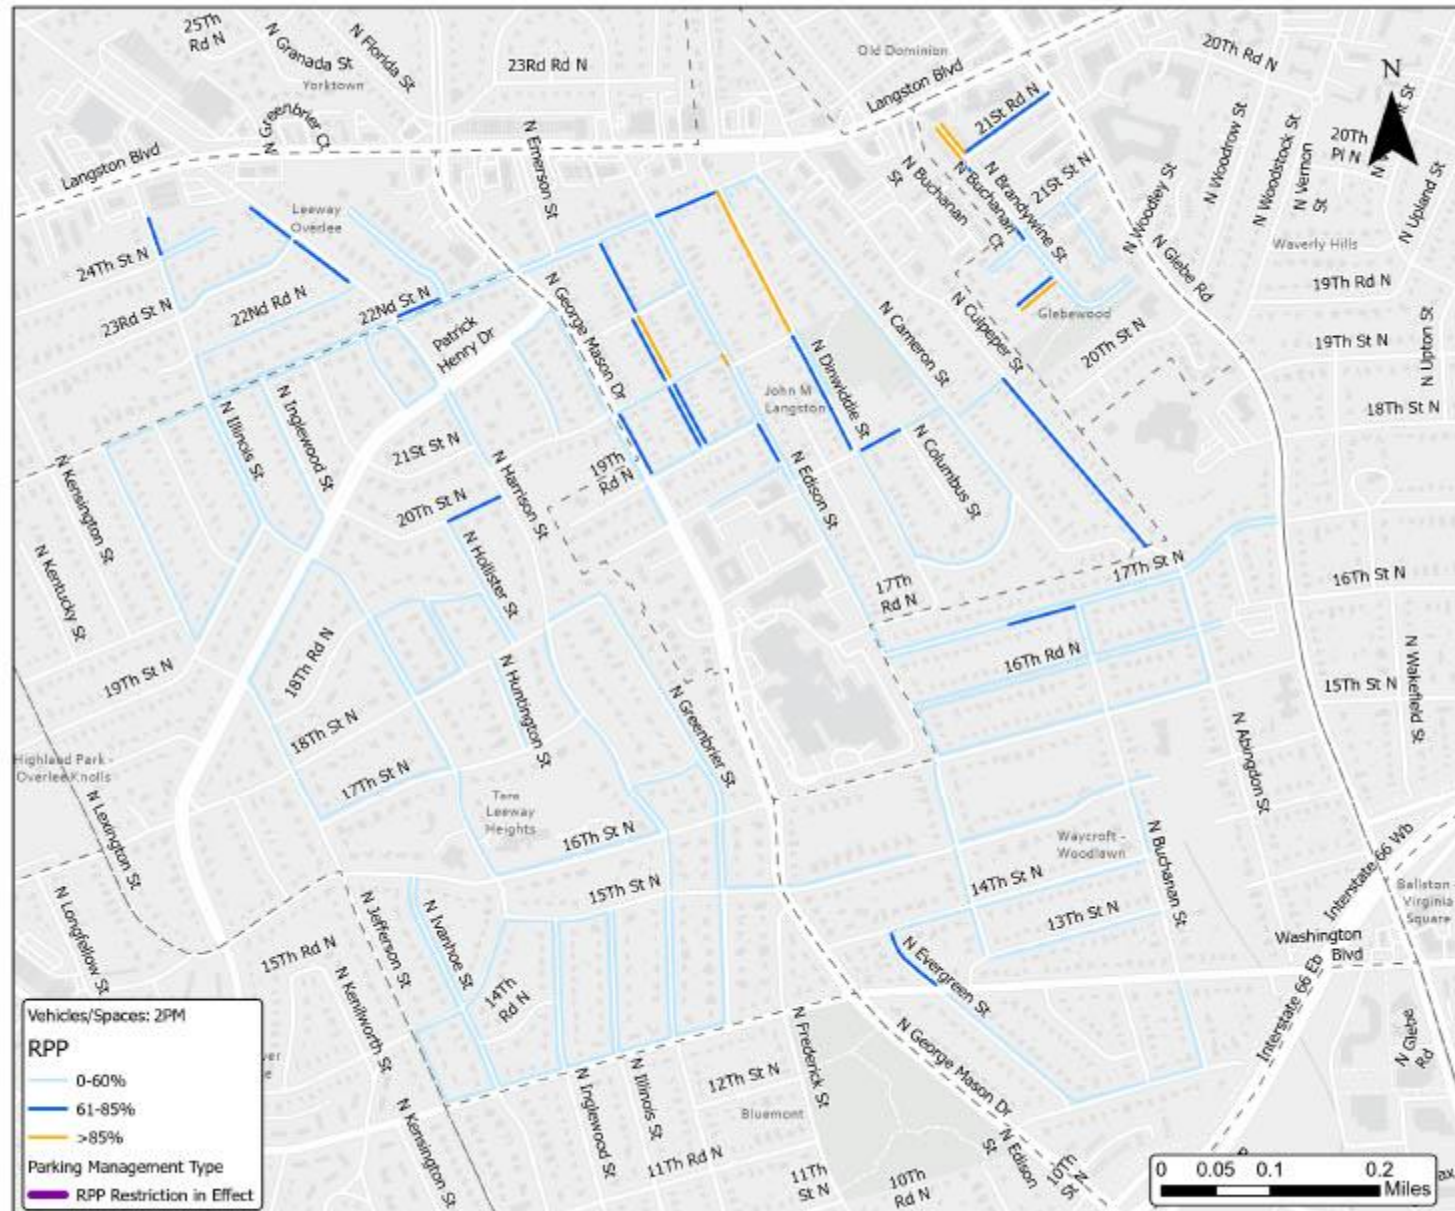 25Th
Rd N
N Granada St
N Florida St
Yorktown
23Rd Rd N
Old Dominion
Langston Blvd
20Th Rd N
N
N Greenbrier Ct
N Emerson St
21St Rd N
N Woodrow St
N Woodstock St
N Vernon
St
20Th
Pl N
N Upland St
Langston Blvd
N Buchanan
St
N Buchanan
Ct
N Brandywine St
21St St N
N Woodley St
Waverly Hills
Leeway
Overlee
24Th St N
23Rd St N
22Nd Rd N
22Nd St N
Patrick
Henry Dr
N George Mason Dr
N Cameron St
N Culpeper St
Glebewood
N Glebe Rd
19Th Rd N
20Th St N
19Th St N
N Upton St
18Th St N
N Dinwiddie St
John M
Langston
N Illinois St
N Inglewood St
21St St N
N Harrison St
19Th
Rd N
N Edison St
N Columbus St
N Kensington St
20Th St N
N Hollister St
N Kentucky St
17Th
Rd N
17Th St N
16Th St N
16Th Rd N
19Th St N
18Th Rd N
N Huntington St
N Greenbrier St
18Th St N
15Th St N
N Wakefield St
N Abingdon St
Highland Park -
Overlee Knolls
17Th St N
Tara
Leeway
Heights
N Lexington St
16Th St N
Waycroft -
Woodlawn
N Buchanan St
Interstate 66 Wb
15Th St N
14Th St N
13Th St N
Ballston -
Virginia
Square
N Longfellow St
N Jefferson St
N Ivanhoe St
Washington
Blvd
15Th Rd N
N Kenilworth St
14Th
Rd N
N Evergreen St
Interstate 66 Eb
N Glebe
Rd
N Frederick St
N George Mason Dr
12Th St N
Bluemont
N Inglewood St
N Illinois St
N Kensington St
11Th Rd N
11Th
St N
10Th
Rd N
N Edison
St
10Th
St N
Vehicles/Spaces: 2PM
RPP
0-60%
61-85%
>85%
Parking Management Type
RPP Restriction in Effect
0 0.05 0.1 0.2
Miles